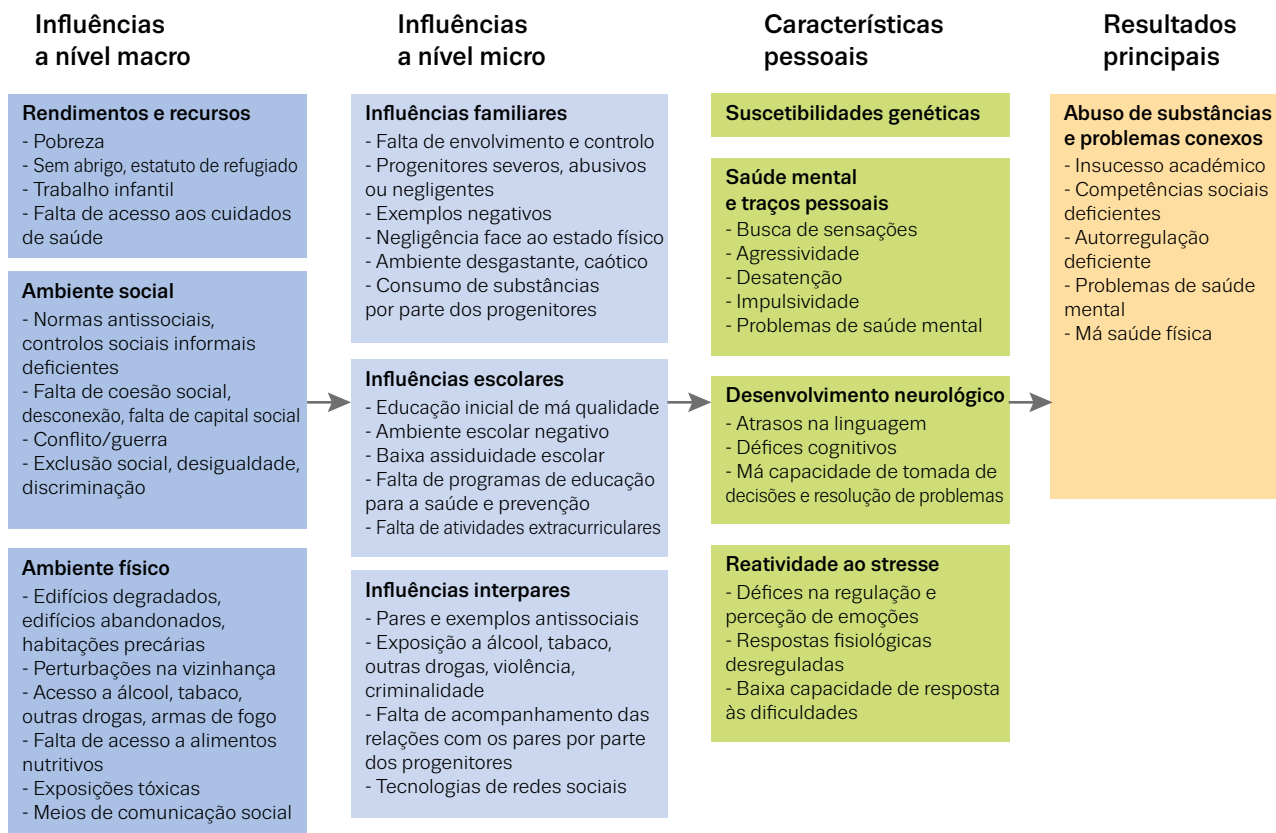 Influências
a nível macro
Rendimentos e recursos
- Pobreza
- Sem abrigo, estatuto de refugiado
- Trabalho infantil
- Falta de acesso aos cuidados
de saúde
Ambiente social
- Normas antissociais,
controlos sociais informais
deficientes
- Falta de coesão social,
desconexão, falta de capital social
- Conflito/guerra
- Exclusão social, desigualdade,
discriminação
Ambiente físico
- Edifícios degradados,
edifícios abandonados,
habitações precárias
- Perturbações na vizinhança
- Acesso a álcool, tabaco,
outras drogas, armas de fogo
- Falta de acesso a alimentos
nutritivos
- Exposições tóxicas
- Meios de comunicação social
Influências
a nível micro
Influências familiares
- Falta de envolvimento e controlo
- Progenitores severos, abusivos
ou negligentes
- Exemplos negativos
- Negligência face ao estado físico
- Ambiente desgastante, caótico
- Consumo de substâncias
por parte dos progenitores
Influências escolares
- Educação inicial de má qualidade
- Ambiente escolar negativo
- Baixa assiduidade escolar
- Falta de programas de educação
para a saúde e prevenção
- Falta de atividades extracurriculares
Influências interpares
- Pares e exemplos antissociais
- Exposição a álcool, tabaco,
outras drogas, violência,
criminalidade
- Falta de acompanhamento das
relações com os pares por parte
dos progenitores
- Tecnologias de redes sociais
Características
pessoais
Suscetibilidades genéticas
Saúde mental
e traços pessoais
- Busca de sensações
- Agressividade
- Desatenção
- Impulsividade
- Problemas de saúde mental
Desenvolvimento neurológico
- Atrasos na linguagem
- Défices cognitivos
- Má capacidade de tomada de
decisões e resolução de problemas
Reatividade ao stresse
- Défices na regulação e
perceção de emoções
- Respostas fisiológicas
desreguladas
- Baixa capacidade de resposta
às dificuldades
Resultados
principais
Abuso de substâncias
e problemas conexos
- Insucesso académico
- Competências sociais
deficientes
- Autorregulação
deficiente
- Problemas de saúde
mental
- Má saúde física